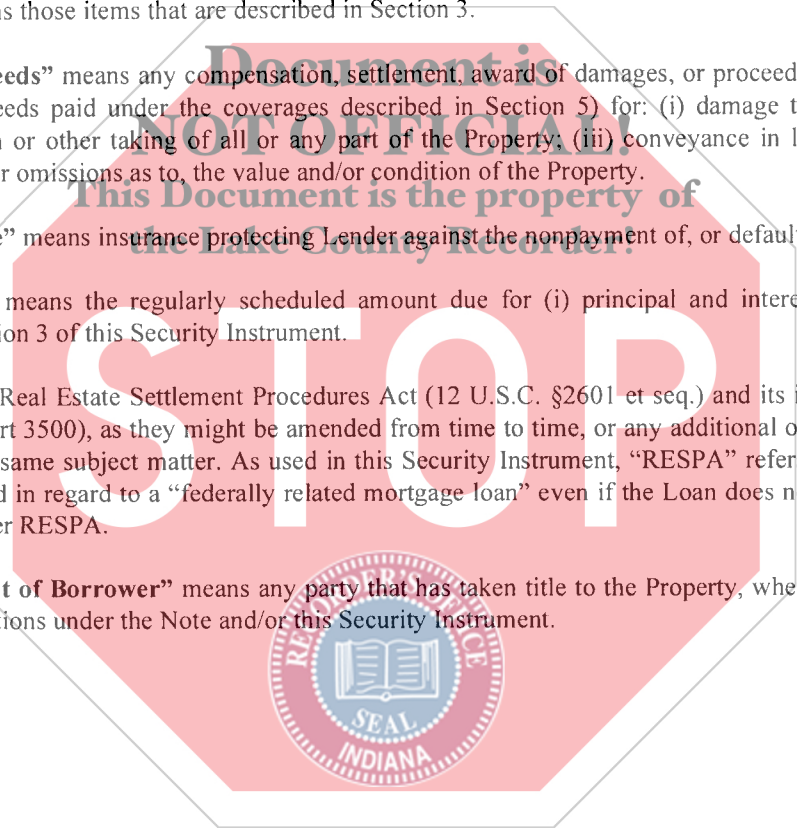 s those items that are described in Section 3.
Document is
eeds” means any compensation, settlement, award of damages, or proceed
eeds paid under the coverages described in Section 5) for: (i) damage t
NOT OFFICIAL!
n or other taking of all or any part of the Property; (iii) conveyance in l
r omissions as to, the value and/or condition of the Property.
This Document is the property of
e” means insurance protecting Lender against the nonpayment of, or defaul
the Lake County Recorder!
means the regularly scheduled amount due for (i) principal and intere
ion 3 of this Security Instrument.
STOP
Real Estate Settlement Procedures Act (12 U.S.C. §2601 et seq.) and its i
rt 3500), as they might be amended from time to time, or any additional o
same subject matter. As used in this Security Instrument, “RESPA” refer
d in regard to a “federally related mortgage loan” even if the Loan does n
er RESPA.
t of Borrower” means any party that has taken title to the Property, whe
tions under the Note and/or this Security Instrument.
RECORDER'S OFFICE
SEAL
INDIANA